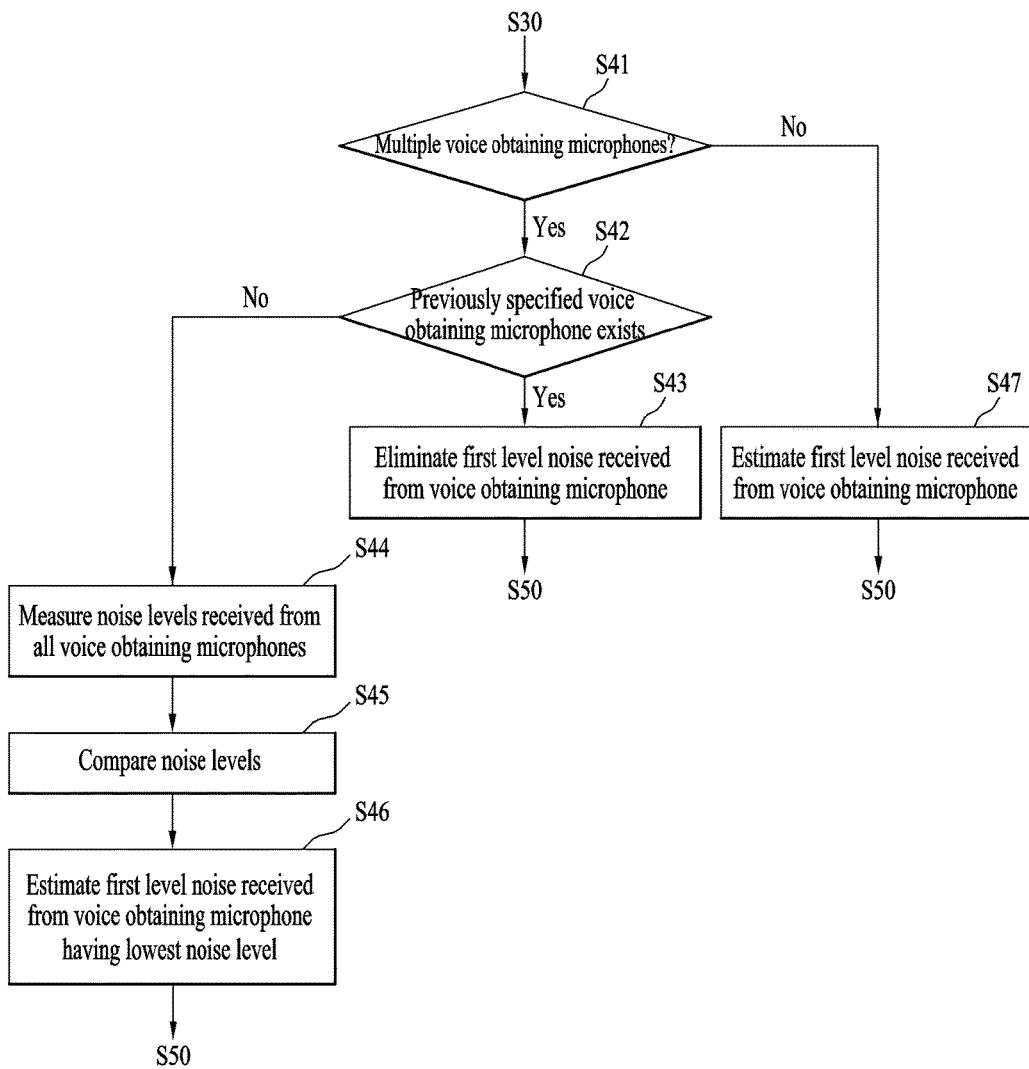 S30
S41
Multiple voice obtaining microphones?
No
Yes
S42
Previously specified voice
obtaining microphone exists
No
Yes
S43
Eliminate first level noise received
from voice obtaining microphone
S50
S47
Estimate first level noise received
from voice obtaining microphone
S50
S44
Measure noise levels received from
all voice obtaining microphones
S45
Compare noise levels
S46
Estimate first level noise received
from voice obtaining microphone
having lowest noise level
S50